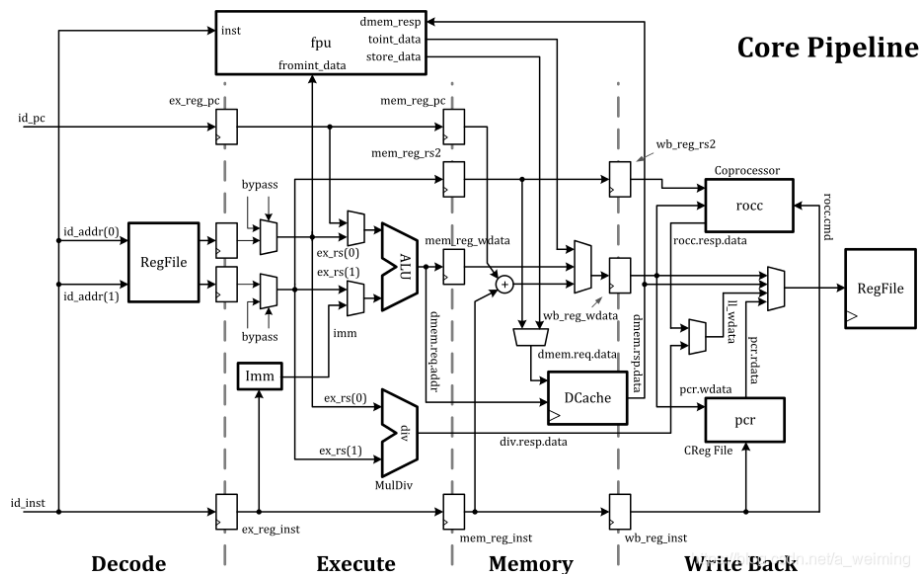 dmem_resp
inst
toint_data
fpu
store_data
fromint_data
Core Pipeline
ex_reg_pc
mem_reg_pc
id_pc
mem_reg_rs2
wb_reg_rs2
Coprocessor
bypass
rocc
rocc.cmd
id_addr(0)
RegFile
ex_rs(0)
ALU
mem_reg_wdata
rocc.resp.data
id_addr(1)
ex_rs(1)
RegFile
wb_reg_wdata
ll_wdata
bypass
imm
dmem.req.addr
dmem.rsp.data
pcr.rdata
dmem.req.data
Imm
DCache
ex_rs(0)
pcr.wdata
pcr
div
div.resp.data
ex_rs(1)
CReg File
MulDiv
id_inst
ex_reg_inst
mem_reg_inst
wb_reg_inst
Decode
Execute
Memory
Write Back